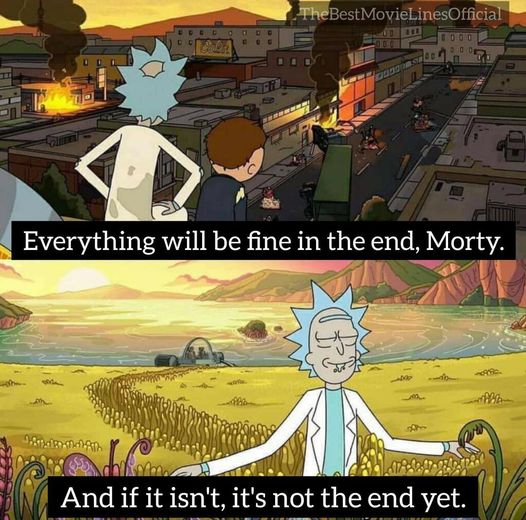 TheBestMovieLinesOfficial
Everything will be fine in the end, Morty.
And if it isn't, it's not the end yet.